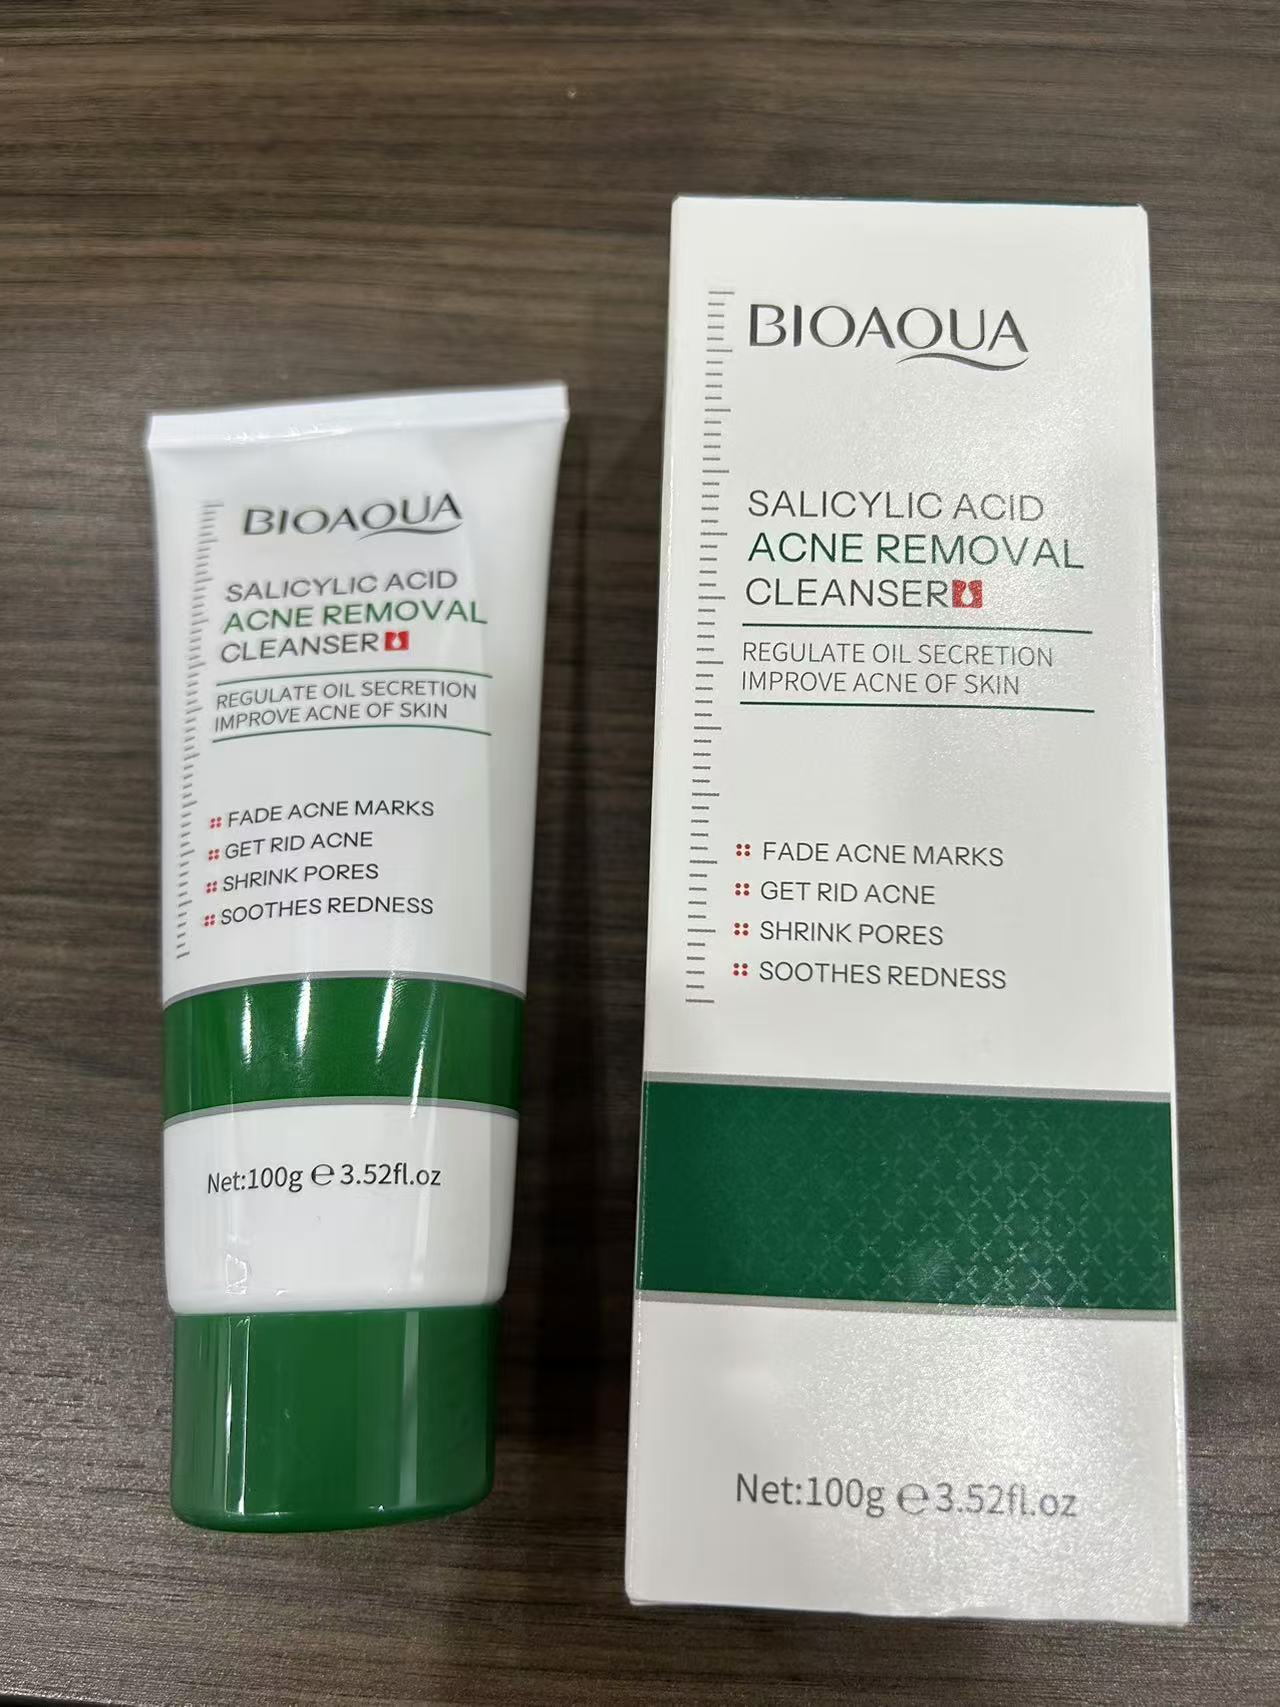 BIOAQUA
SALICYLIC ACID
ACNE REMOVAL
CLEANSER
REGULATE OIL SECRETION
IMPROVE ACNE OF SKIN
FADE ACNE MARKS
GET RID ACNE
SHRINK PORES
SOOTHES REDNESS
Net:100g ℮ 3.52fl.oz
BIOAQUA
SALICYLIC ACID
ACNE REMOVAL
CLEANSER
REGULATE OIL SECRETION
IMPROVE ACNE OF SKIN
FADE ACNE MARKS
GET RID ACNE
SHRINK PORES
SOOTHES REDNESS
Net:100g ℮3.52fl.oz